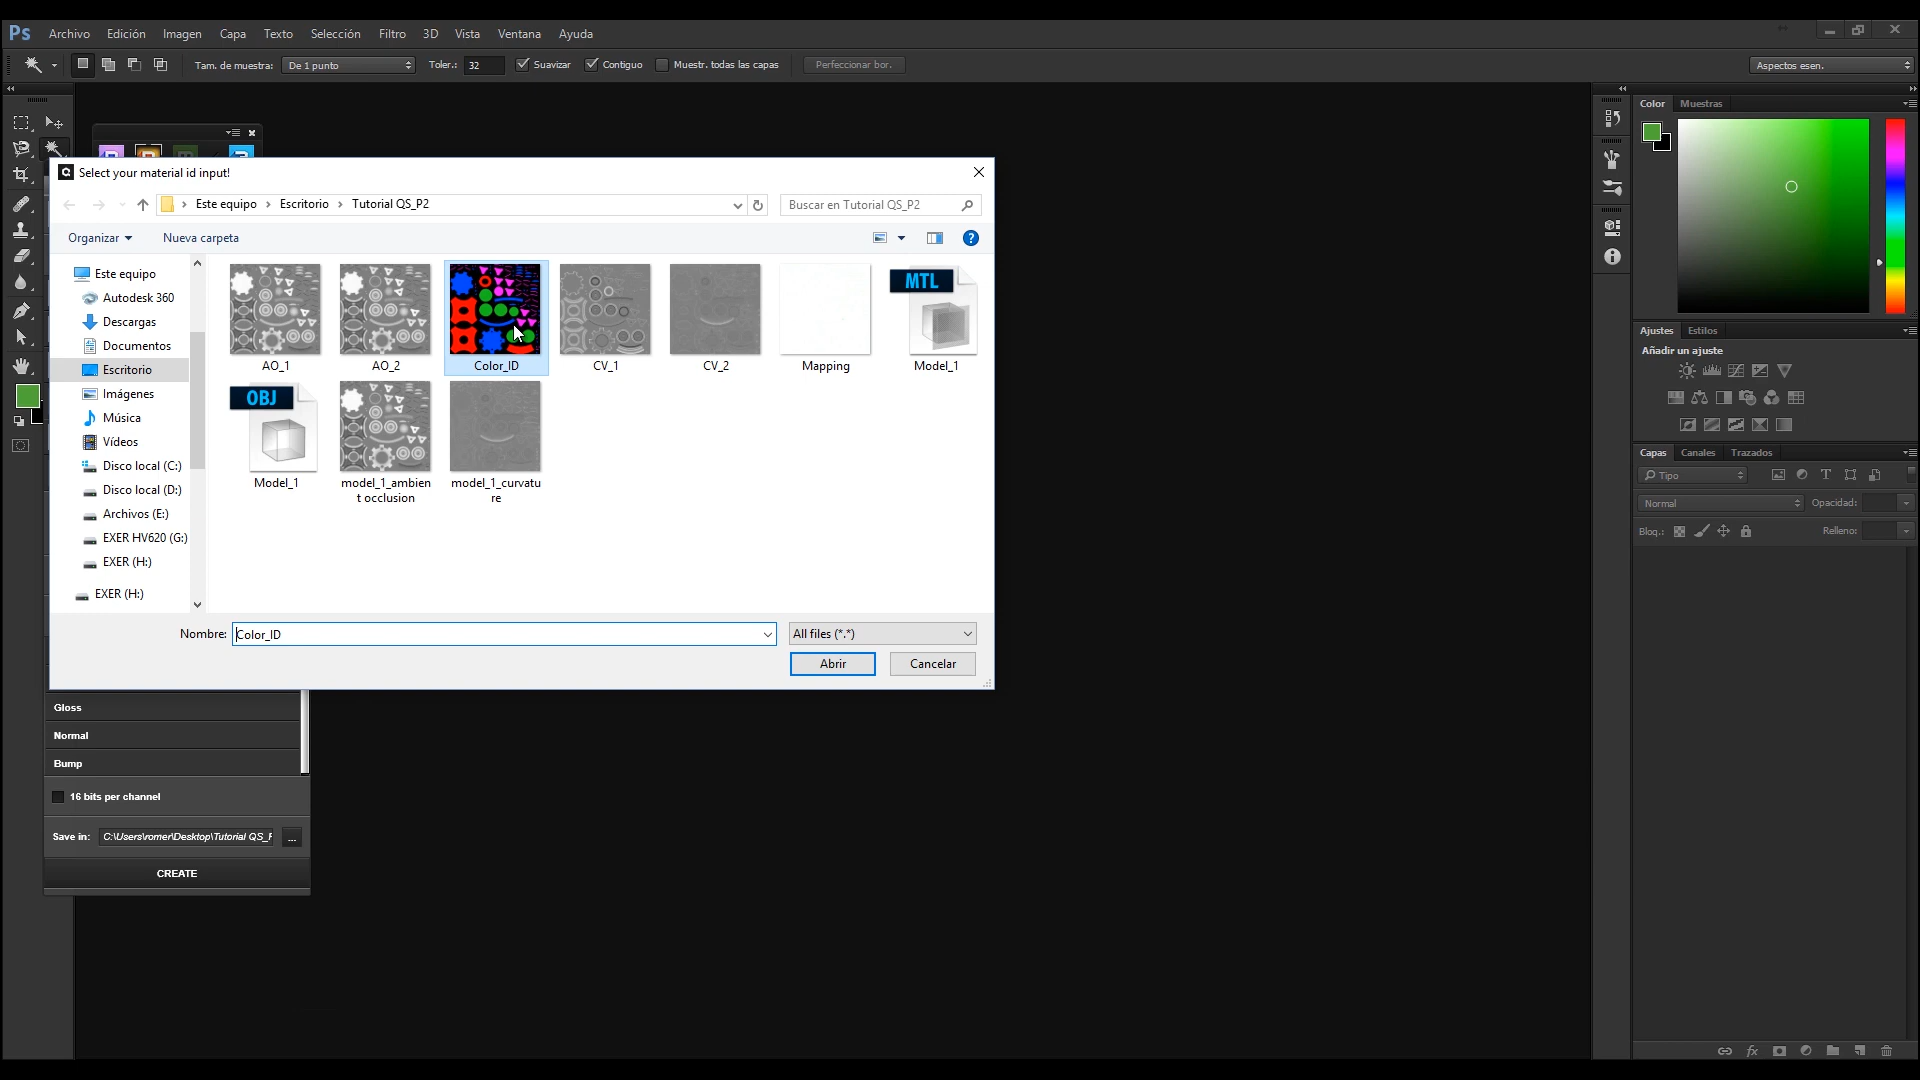 Ps Archivo Edición Imagen Capa Texto Selección Filtro 3D Vista Ventana Ayuda
Tam. de muestra: De 1 punto Toler.: 32 Suavizar Contiguo Muestr. todas las capas Perfeccionar bor. Aspectos esen.
Color Muestras
Select your material id input!
Este equipo Escritorio Tutorial QS_P2 Buscar en Tutorial QS_P2
Organizar Nueva carpeta
Este equipo
Autodesk 360
Descargas
Documentos
Escritorio
Imágenes
Música
Vídeos
Disco local (C:)
Disco local (D:)
Archivos (E:)
EXER HV620 (G:)
EXER (H:)
EXER (H:)
MTL
AO_1 AO_2 Color_ID CV_1 CV_2 Mapping Model_1
OBJ
Model_1 model_1_ambien model_1_curvatu
t occlusion re
Nombre: Color_ID All files (*.*)
Abrir Cancelar
Gloss
Normal
Bump
16 bits per channel
Save in: C:\Users\romer\Desktop\Tutorial QS_F ...
CREATE
Ajustes Estilos
Añadir un ajuste
Capas Canales Trazados
Tipo T
Normal Opacidad:
Bloq.: Relleno:
fx